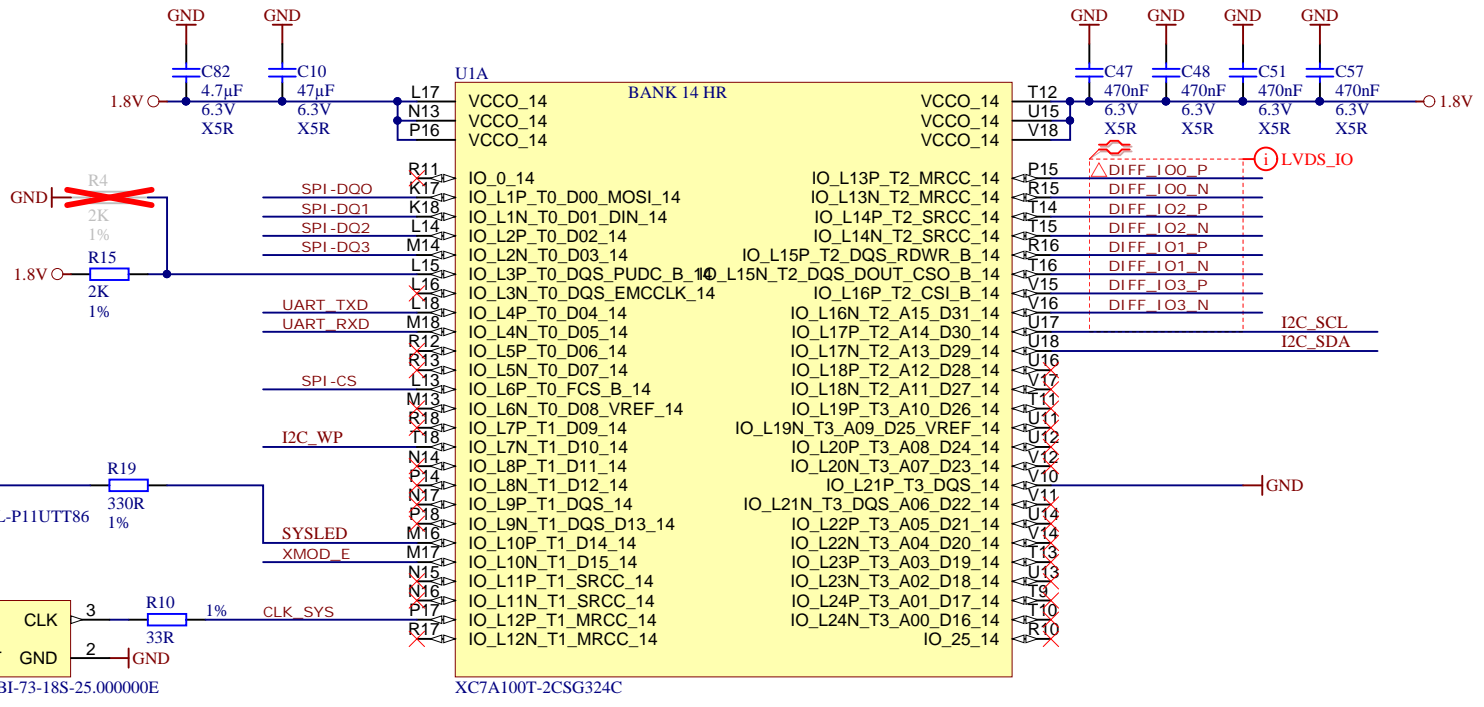 GND
GND
GND
GND
GND
GND
C82
4.7µF
6.3V
X5R
C10
47µF
6.3V
X5R
1.8V
C47
470nF
6.3V
X5R
C48
470nF
6.3V
X5R
C51
470nF
6.3V
X5R
C57
470nF
6.3V
X5R
1.8V
U1A
BANK 14 HR
L17 VCCO_14
N13 VCCO_14
P16 VCCO_14
R11 IO_0_14
SPI-DQ0 K17 IO_L1P_T0_D00_MOSI_14
SPI-DQ1 K18 IO_L1N_T0_D01_DIN_14
SPI-DQ2 L14 IO_L2P_T0_D02_14
SPI-DQ3 M14 IO_L2N_T0_D03_14
L15 IO_L3P_T0_DQS_PUDC_B_14
L16 IO_L3N_T0_DQS_EMCCLK_14
UART_TXD L18 IO_L4P_T0_D04_14
UART_RXD M18 IO_L4N_T0_D05_14
R12 IO_L5P_T0_D06_14
R13 IO_L5N_T0_D07_14
SPI-CS L13 IO_L6P_T0_FCS_B_14
M13 IO_L6N_T0_D08_VREF_14
R18 IO_L7P_T1_D09_14
I2C_WP T18 IO_L7N_T1_D10_14
N14 IO_L8P_T1_D11_14
P14 IO_L8N_T1_D12_14
N17 IO_L9P_T1_DQS_14
P18 IO_L9N_T1_DQS_D13_14
SYSLED M16 IO_L10P_T1_D14_14
XMOD_E M17 IO_L10N_T1_D15_14
N15 IO_L11P_T1_SRCC_14
N16 IO_L11N_T1_SRCC_14
CLK_SYS P17 IO_L12P_T1_MRCC_14
R17 IO_L12N_T1_MRCC_14
VCCO_14 T12
VCCO_14 U15
VCCO_14 V18
IO_L13P_T2_MRCC_14 P15 DIFF_IO0_P
IO_L13N_T2_MRCC_14 R15 DIFF_IO0_N
IO_L14P_T2_SRCC_14 T14 DIFF_IO2_P
IO_L14N_T2_SRCC_14 T15 DIFF_IO2_N
IO_L15P_T2_DQS_RDWR_B_14 R16 DIFF_IO1_P
IO_L15N_T2_DQS_DOUT_CSO_B_14 T16 DIFF_IO1_N
IO_L16P_T2_CSI_B_14 V15 DIFF_IO3_P
IO_L16N_T2_A15_D31_14 V16 DIFF_IO3_N
IO_L17P_T2_A14_D30_14 U17 I2C_SCL
IO_L17N_T2_A13_D29_14 U18 I2C_SDA
IO_L18P_T2_A12_D28_14 U16
IO_L18N_T2_A11_D27_14 V17
IO_L19P_T3_A10_D26_14 T11
IO_L19N_T3_A09_D25_VREF_14 U11
IO_L20P_T3_A08_D24_14 U12
IO_L20N_T3_A07_D23_14 V12
IO_L21P_T3_DQS_14 V10 GND
IO_L21N_T3_DQS_A06_D22_14 V11
IO_L22P_T3_A05_D21_14 U14
IO_L22N_T3_A04_D20_14 V14
IO_L23P_T3_A03_D19_14 T13
IO_L23N_T3_A02_D18_14 U13
IO_L24P_T3_A01_D17_14 T9
IO_L24N_T3_A00_D16_14 T10
IO_25_14 R10
i LVDS_IO
XC7A100T-2CSG324C
GND
R4
2K
1%
1.8V
R15
2K
1%
R19
330R
1%
L-P11UTT86
CLK 3
GND 2 GND
R10 1%
33R
BI-73-18S-25.000000E